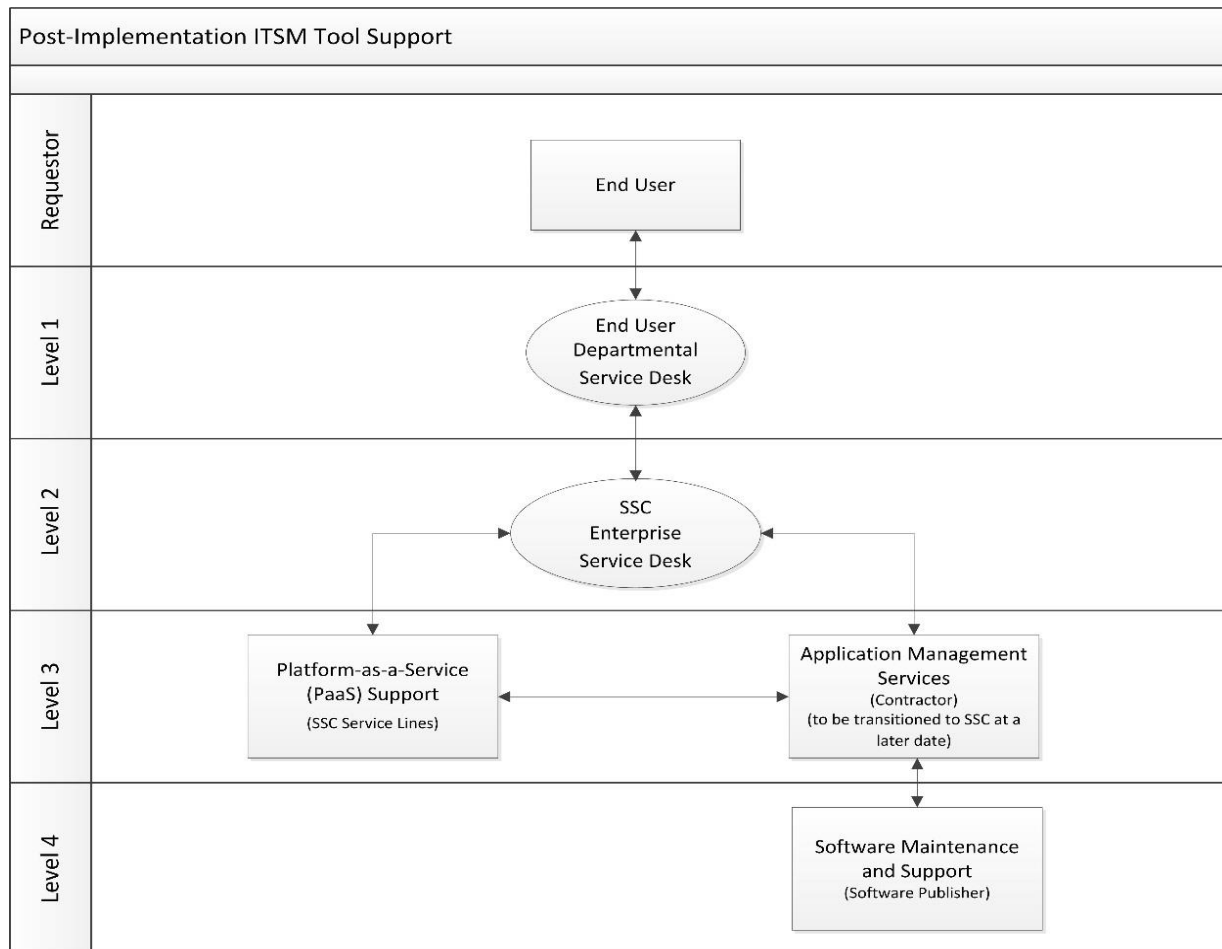 Post-Implementation ITSM Tool Support
Requestor
End User
Level 1
End User
Departmental
Service Desk
Level 2
SSC
Enterprise
Service Desk
Level 3
Platform-as-a-Service
(PaaS) Support
(SSC Service Lines)
Application Management
Services
(Contractor)
(to be transitioned to SSC at a
later date)
Level 4
Software Maintenance
and Support
(Software Publisher)